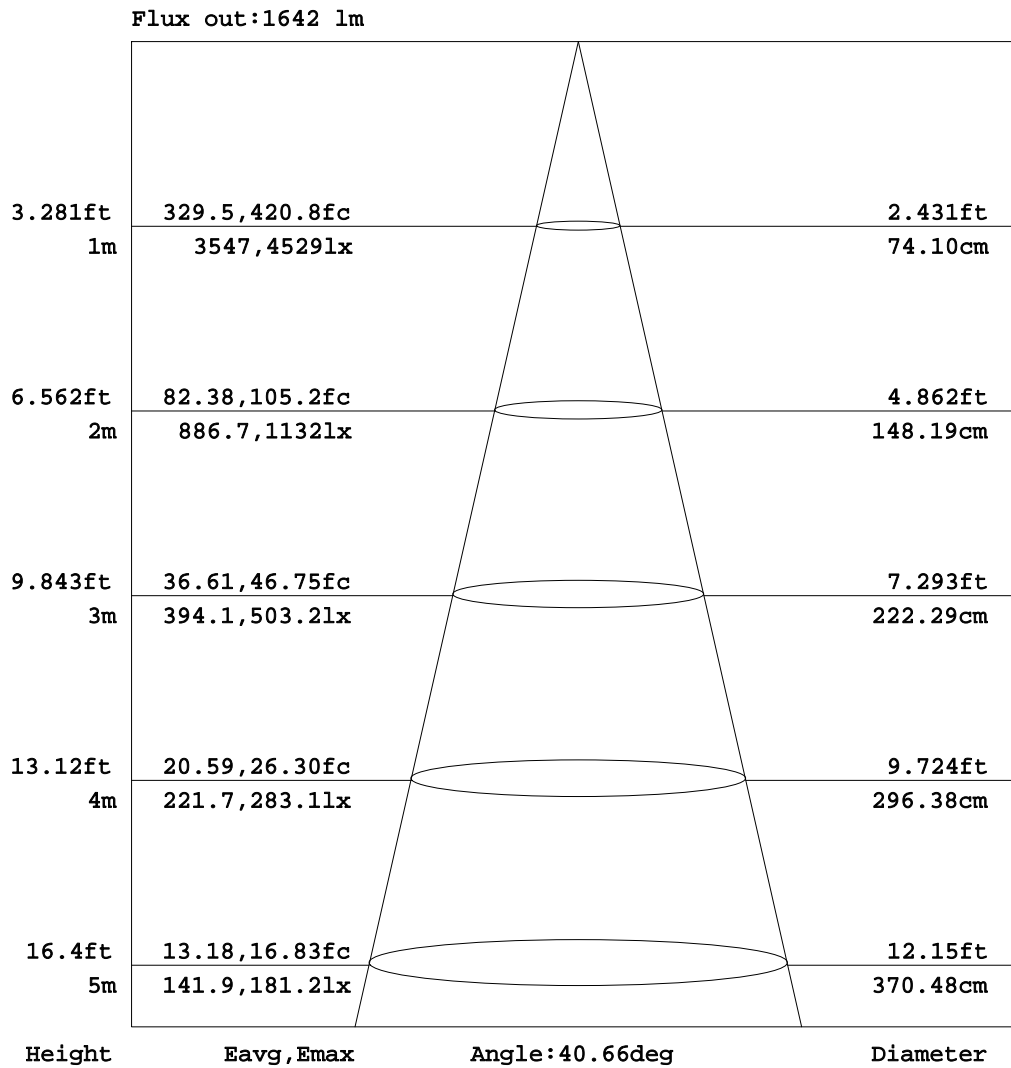 Flux out:1642 lm
3.281ft 329.5,420.8fc 2.431ft
1m 3547,4529lx 74.10cm
6.562ft 82.38,105.2fc 4.862ft
2m 886.7,1132lx 148.19cm
9.843ft 36.61,46.75fc 7.293ft
3m 394.1,503.2lx 222.29cm
13.12ft 20.59,26.30fc 9.724ft
4m 221.7,283.1lx 296.38cm
16.4ft 13.18,16.83fc 12.15ft
5m 141.9,181.2lx 370.48cm
Height Eavg,Emax Angle:40.66deg Diameter